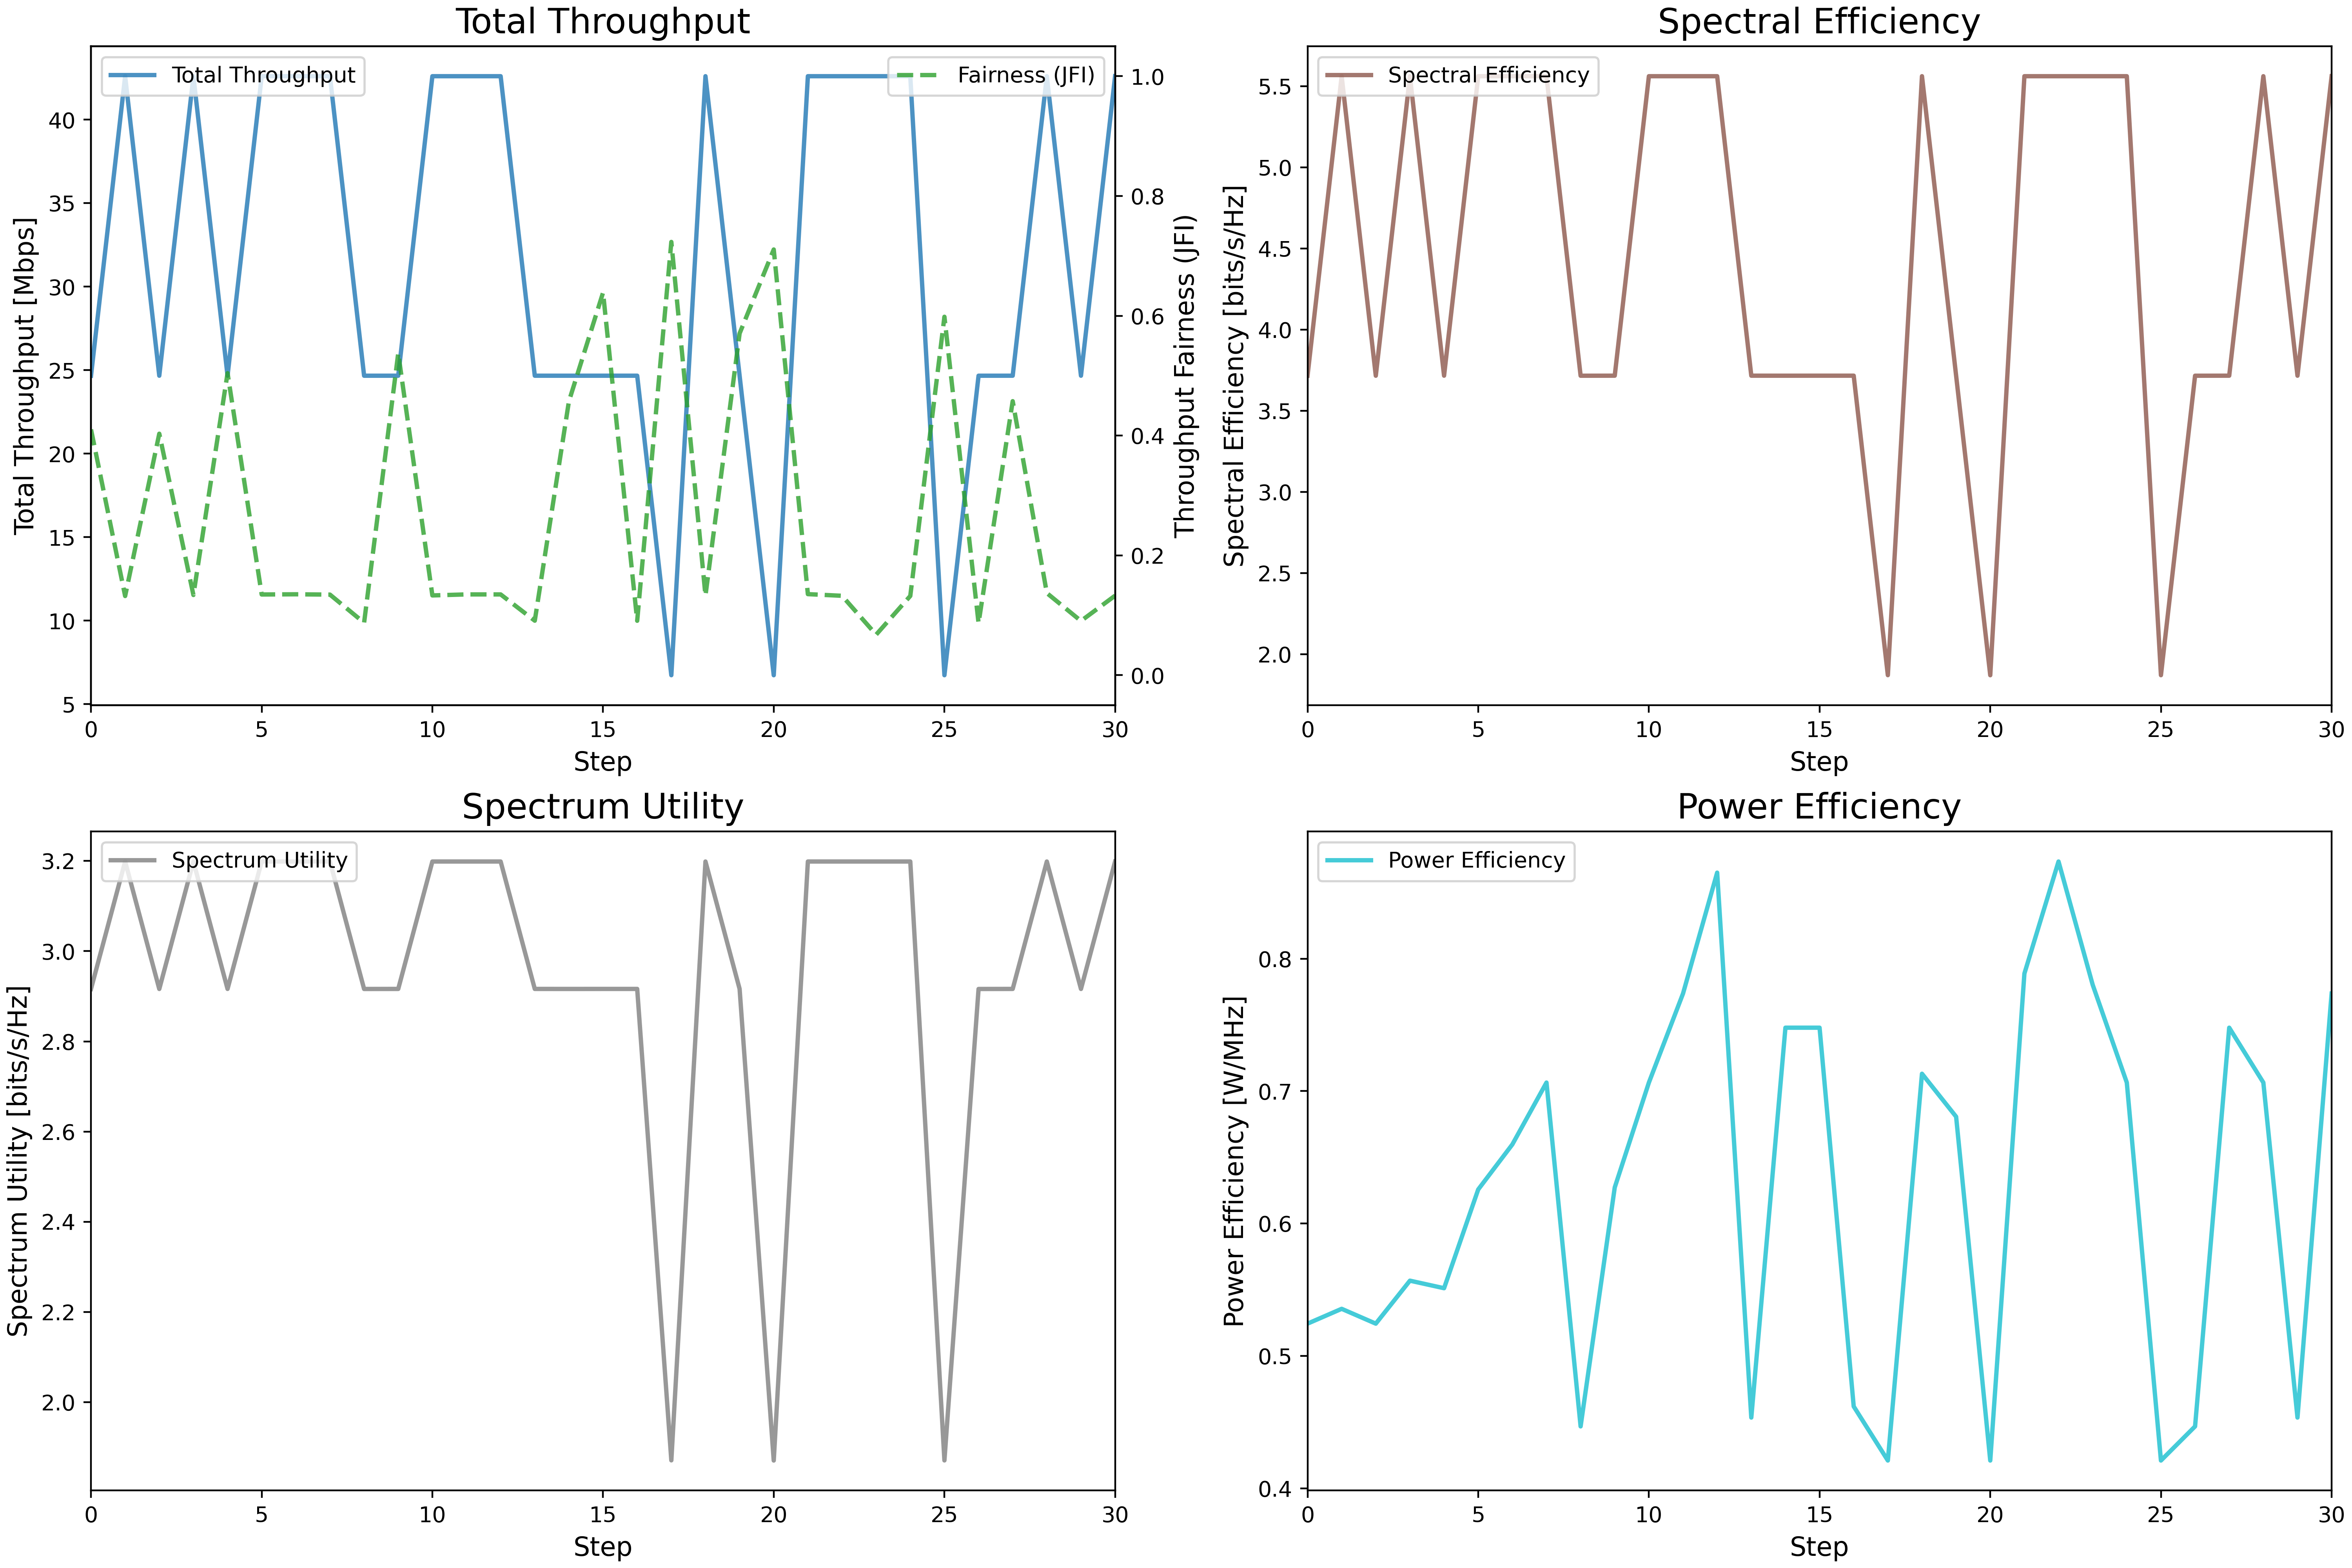 Total Throughput
Total Throughput
Fairness (JFI)
Total Throughput [Mbps]
40
35
30
25
20
15
10
5
1.0
0.8
0.6
0.4
0.2
0.0
Throughput Fairness (JFI)
0 5 10 15 20 25 30
Step
Spectral Efficiency
Spectral Efficiency
Spectral Efficiency [bits/s/Hz]
5.5
5.0
4.5
4.0
3.5
3.0
2.5
2.0
0 5 10 15 20 25 30
Step
Spectrum Utility
Spectrum Utility
Spectrum Utility [bits/s/Hz]
3.2
3.0
2.8
2.6
2.4
2.2
2.0
0 5 10 15 20 25 30
Step
Power Efficiency
Power Efficiency
Power Efficiency [W/MHz]
0.8
0.7
0.6
0.5
0.4
0 5 10 15 20 25 30
Step